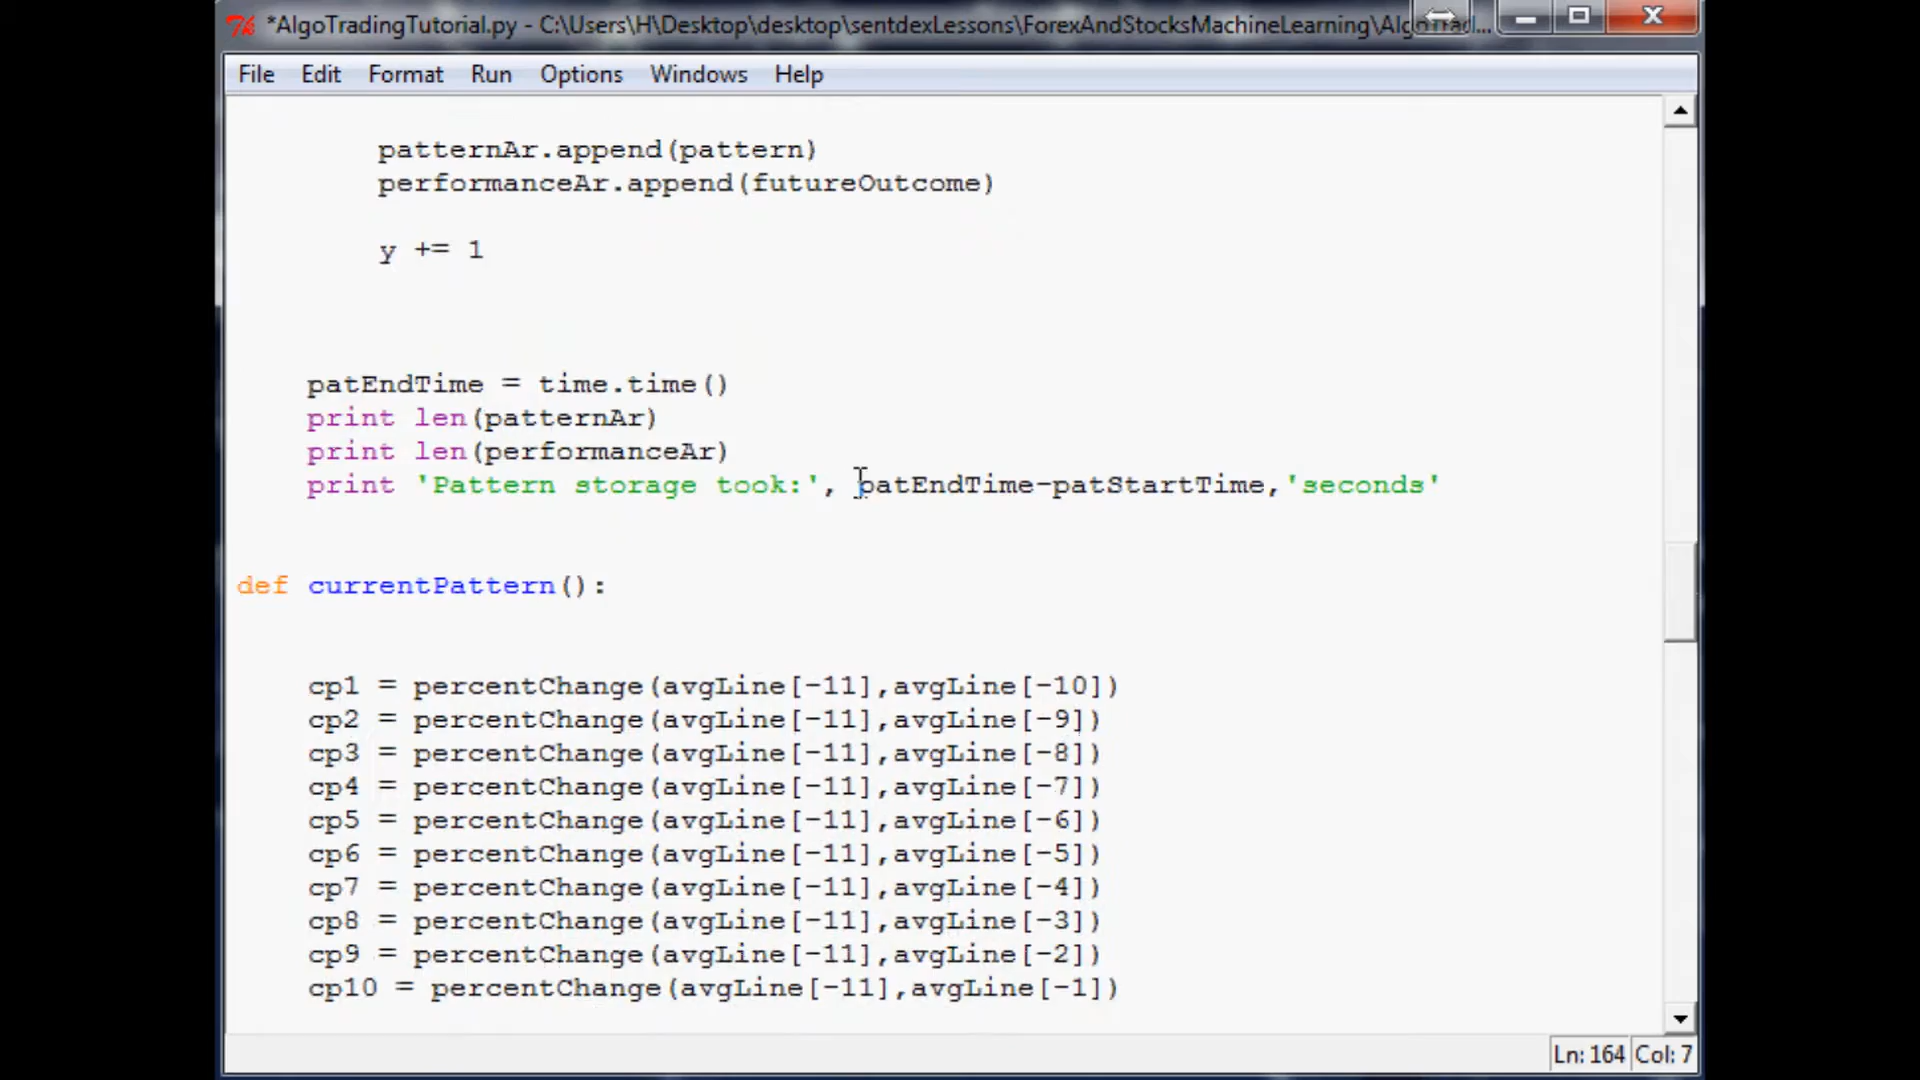 *AlgoTradingTutorial.py - C:\Users\H\Desktop\desktop\sentdexLessons\ForexAndStocksMachineLearning\AlgoTrad...
File Edit Format Run Options Windows Help
patternAr.append(pattern)
performanceAr.append(futureOutcome)
y += 1
patEndTime = time.time()
print len(patternAr)
print len(performanceAr)
print 'Pattern storage took:', patEndTime-patStartTime,'seconds'
def currentPattern():
cp1 = percentChange(avgLine[-11],avgLine[-10])
cp2 = percentChange(avgLine[-11],avgLine[-9])
cp3 = percentChange(avgLine[-11],avgLine[-8])
cp4 = percentChange(avgLine[-11],avgLine[-7])
cp5 = percentChange(avgLine[-11],avgLine[-6])
cp6 = percentChange(avgLine[-11],avgLine[-5])
cp7 = percentChange(avgLine[-11],avgLine[-4])
cp8 = percentChange(avgLine[-11],avgLine[-3])
cp9 = percentChange(avgLine[-11],avgLine[-2])
cp10 = percentChange(avgLine[-11],avgLine[-1])
Ln: 164 Col: 7